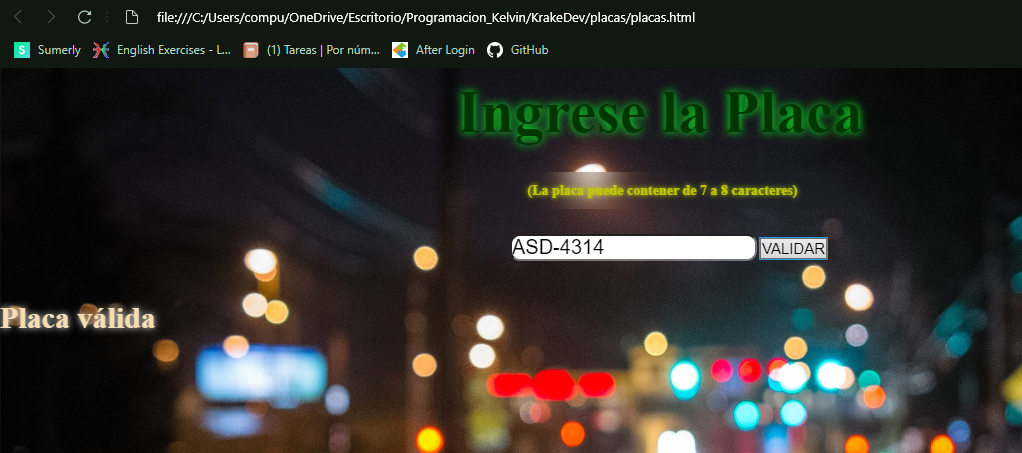 file:///C:/Users/compu/OneDrive/Escritorio/Programacion_Kelvin/KrakeDev/placas/placas.html
S Sumerly English Exercises - L... (1) Tareas | Por núm... After Login GitHub
Ingrese la Placa
(La placa puede contener de 7 a 8 caracteres)
ASD-4314 VALIDAR
Placa válida